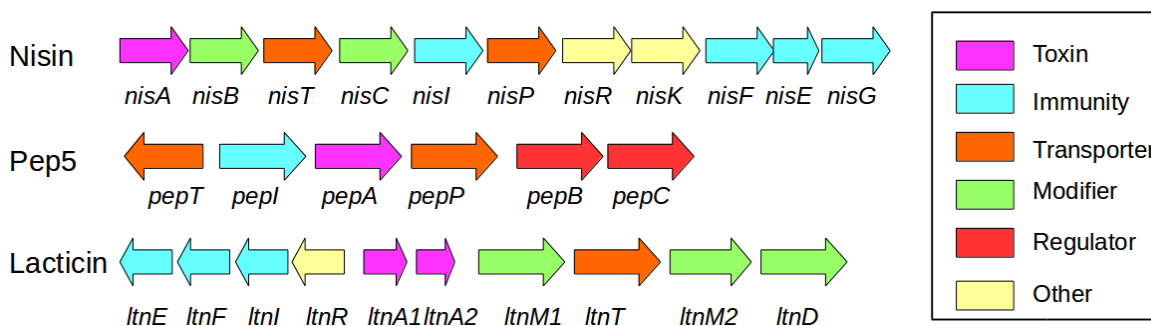 Nisin
nisA nisB nisT nisC nisI nisP nisR nisK nisF nisE nisG
Pep5
pepT pepI pepA pepP pepB pepC
Lacticin
ltnE ltnF ltnI ltnR ltnA1 ltnA2 ltnM1 ltnT ltnM2 ltnD
Toxin
Immunity
Transporter
Modifier
Regulator
Other